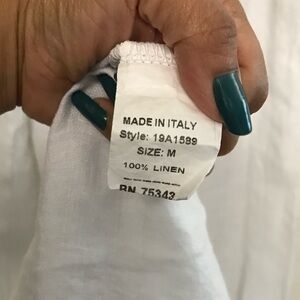 MADE IN ITALY
Style: 19A1589
SIZE: M
100% LINEN
RN 75343